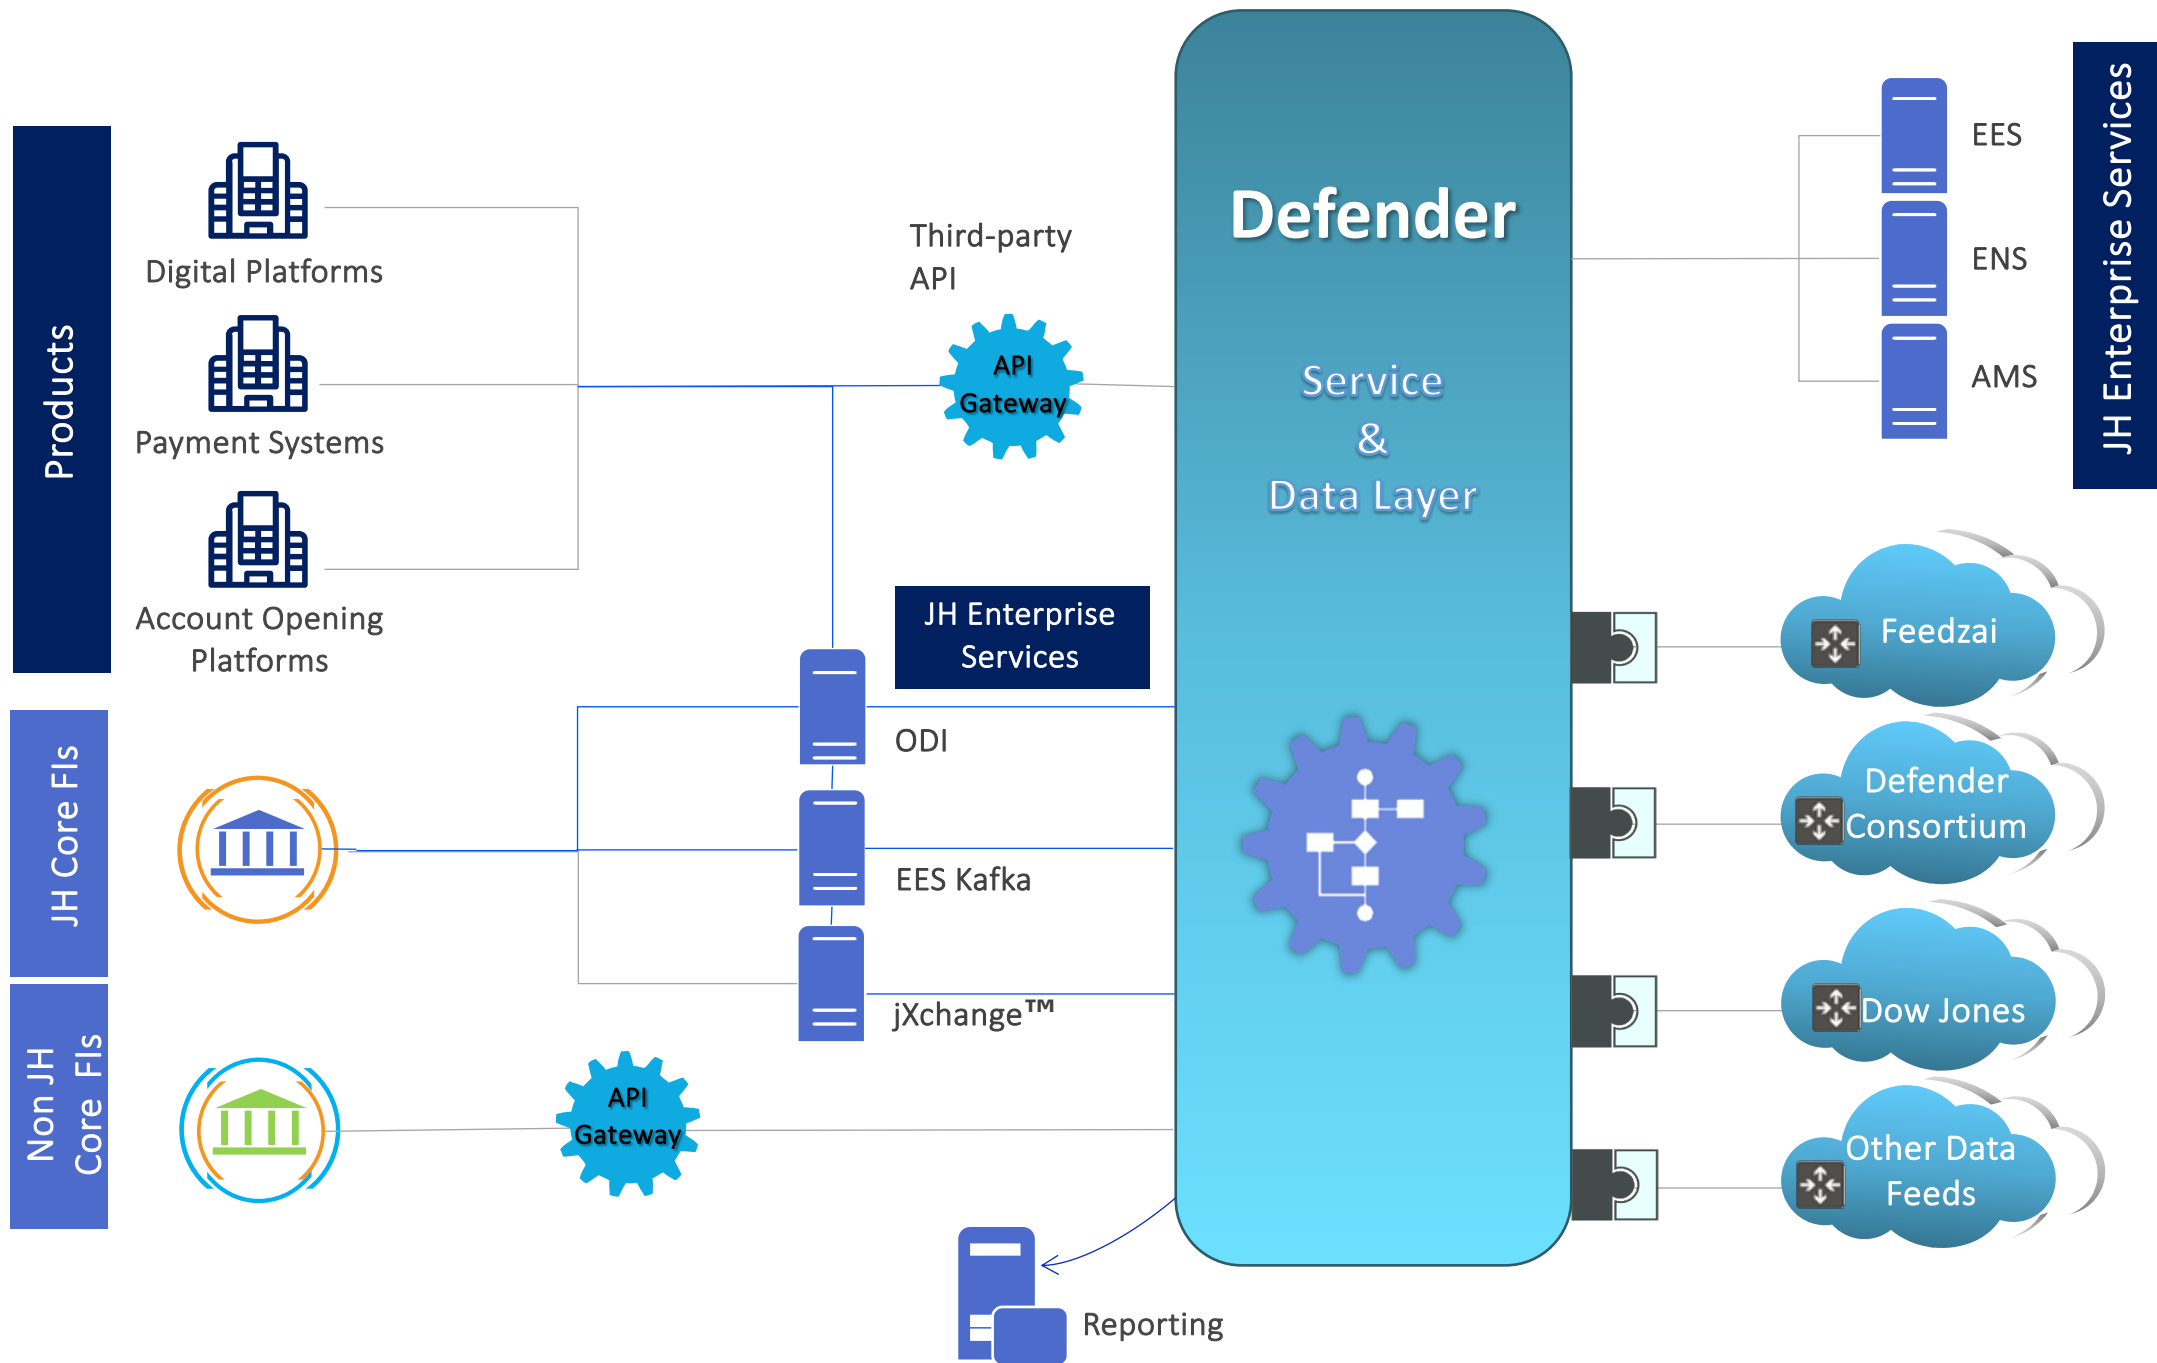 Products
Digital Platforms
Payment Systems
Account Opening
Platforms
JH Core FIs
Non JH
Core FIs
Third-party
API
API
Gateway
JH Enterprise
Services
ODI
EES Kafka
jXchange™
API
Gateway
Reporting
Defender
Service
&
Data Layer
EES
ENS
AMS
JH Enterprise Services
Feedzai
Defender
Consortium
Dow Jones
Other Data
Feeds